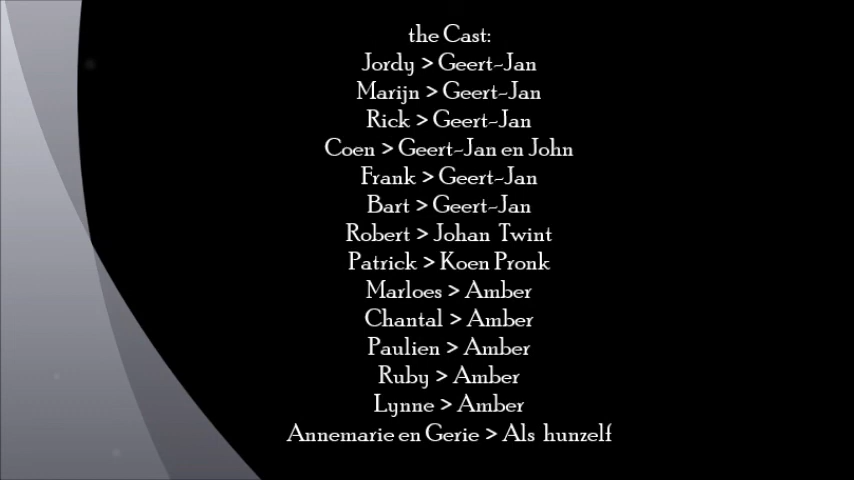 the Cast:
Jordy > Geert-Jan
Marijn > Geert-Jan
Rick > Geert-Jan
Coen > Geert-Jan en John
Frank > Geert-Jan
Bart > Geert-Jan
Robert > Johan Twint
Patrick > Koen Pronk
Marloes > Amber
Chantal > Amber
Paulien > Amber
Ruby > Amber
Lynne > Amber
Annemarie en Gerie > Als hunzelf